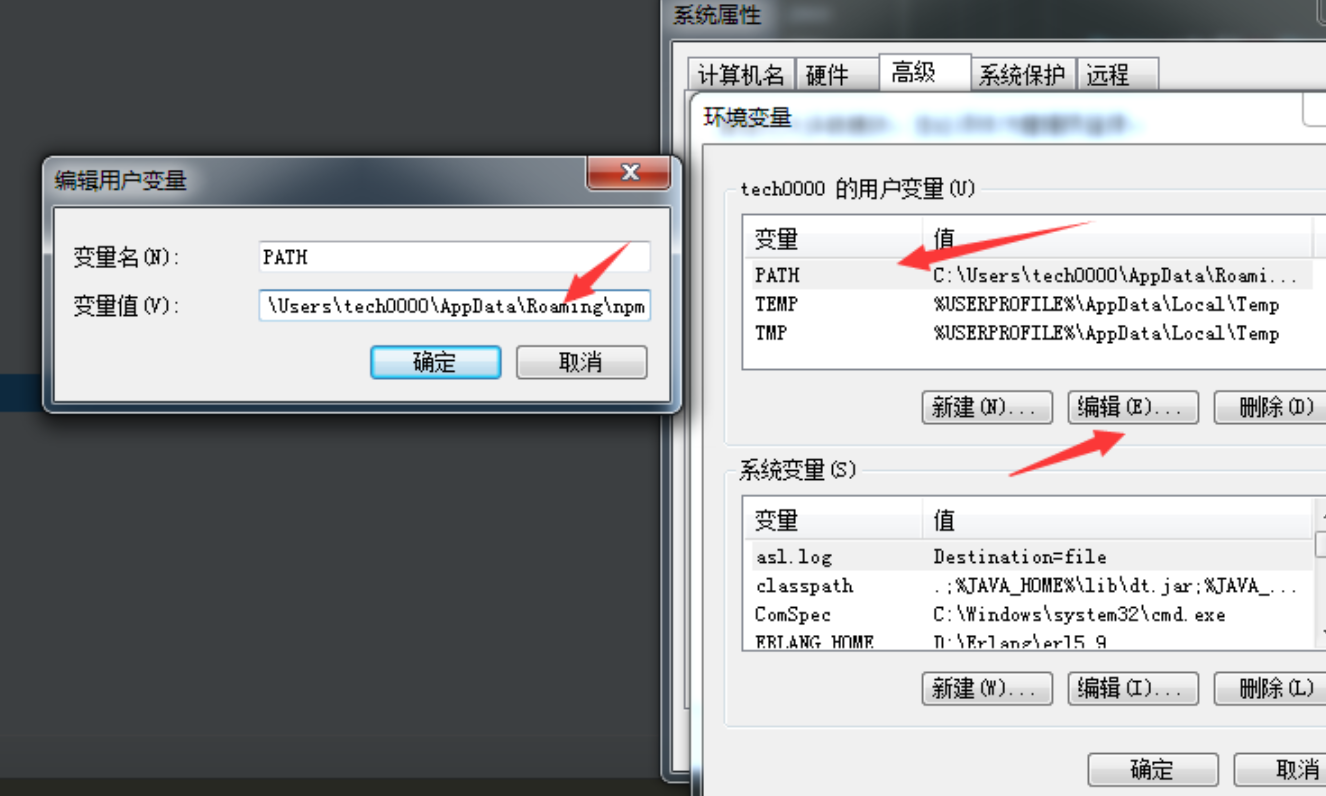 系统属性
计算机名 硬件 高级 系统保护 远程
环境变量
编辑用户变量
变量名(N): PATH
变量值(V): \Users\tech0000\AppData\Roaming\npm
确定 取消
tech0000 的用户变量(U)
变量 值
PATH C:\Users\tech0000\AppData\Roami...
TEMP %USERPROFILE%\AppData\Local\Temp
TMP %USERPROFILE%\AppData\Local\Temp
新建(N)... 编辑(E)... 删除(D)
系统变量(S)
变量 值
asl.log Destination=file
classpath .;%JAVA_HOME%\lib\dt.jar;%JAVA_...
ComSpec C:\Windows\system32\cmd.exe
ERLANG_HOME D:\Erlang\erl5.9
新建(W)... 编辑(I)... 删除(L)
确定 取消